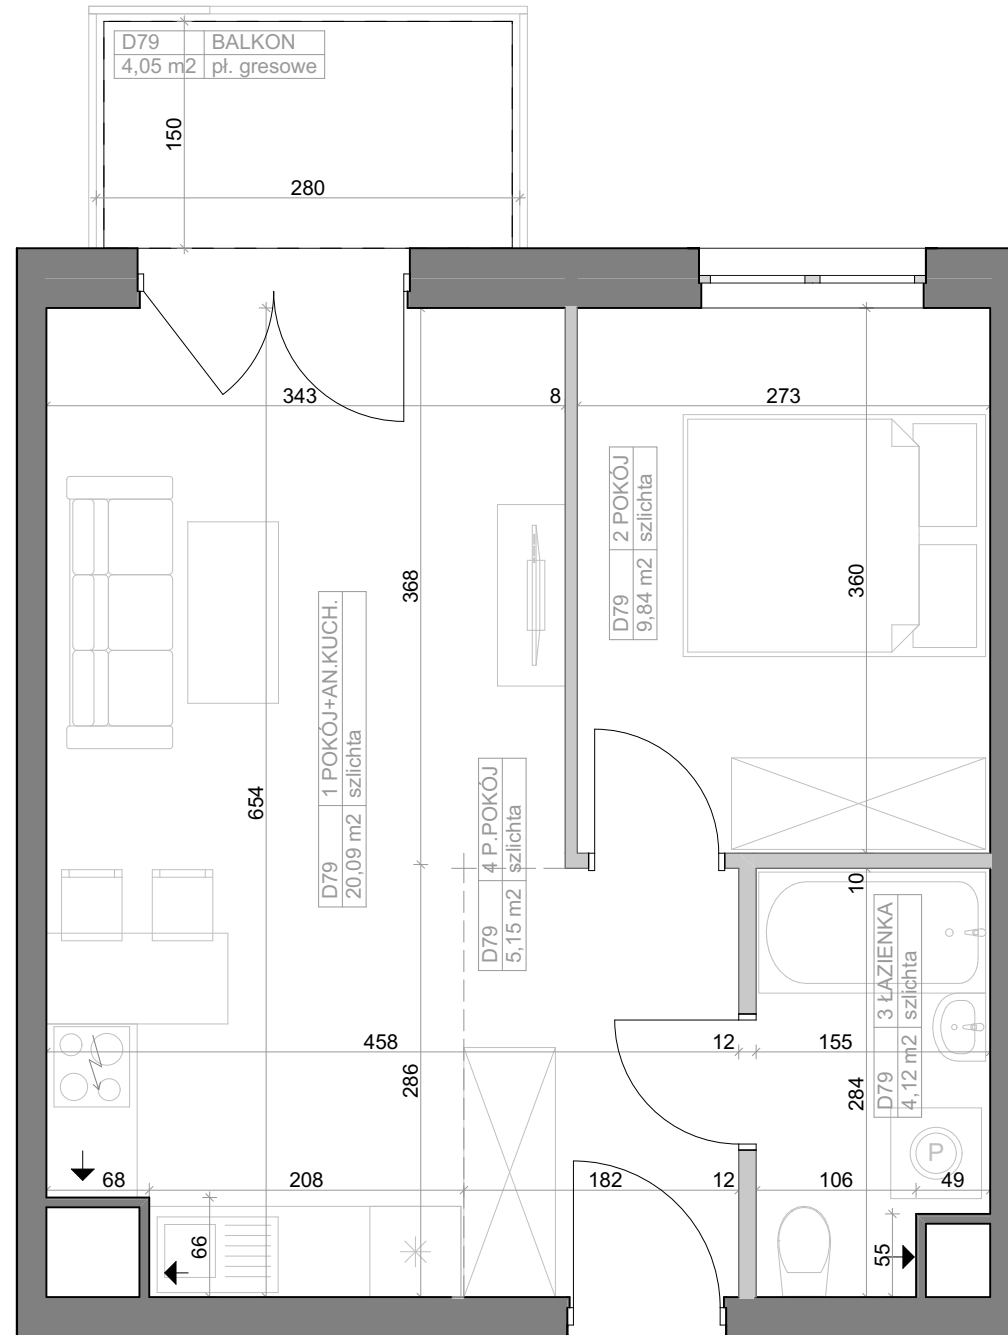 D79 BALKON
4,05 m2 pł. gresowe
150
280
343
8
273
D79 2 POKÓJ
9,84 m2 szlichta
368
360
D79 1 POKÓJ+AN.KUCH.
20,09 m2 szlichta
654
D79 4 P.POKÓJ
5,15 m2 szlichta
10
D79 3 ŁAZIENKA
4,12 m2 szlichta
458
12
155
286
284
P
68
208
182
12
106
49
66
55